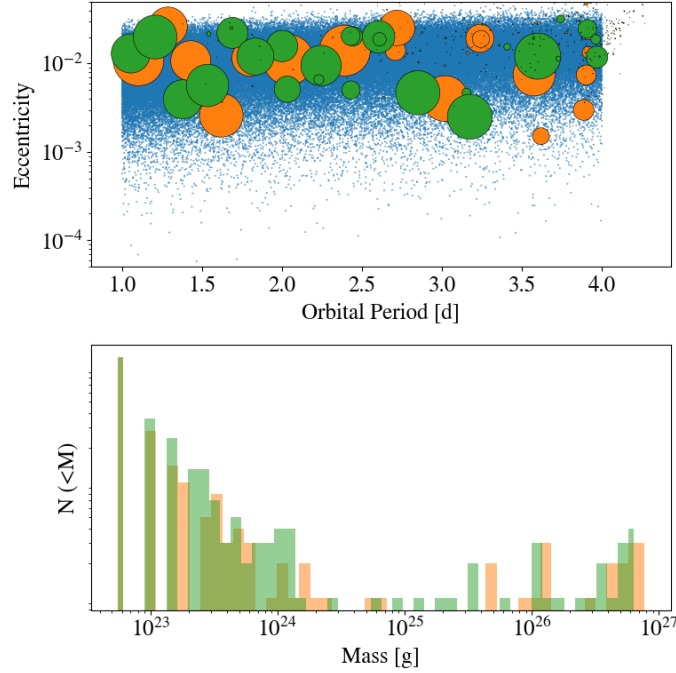 Eccentricity
10⁻²
10⁻³
10⁻⁴
1.0 1.5 2.0 2.5 3.0 3.5 4.0
Orbital Period [d]
N (<M)
10²³ 10²⁴ 10²⁵ 10²⁶ 10²⁷
Mass [g]